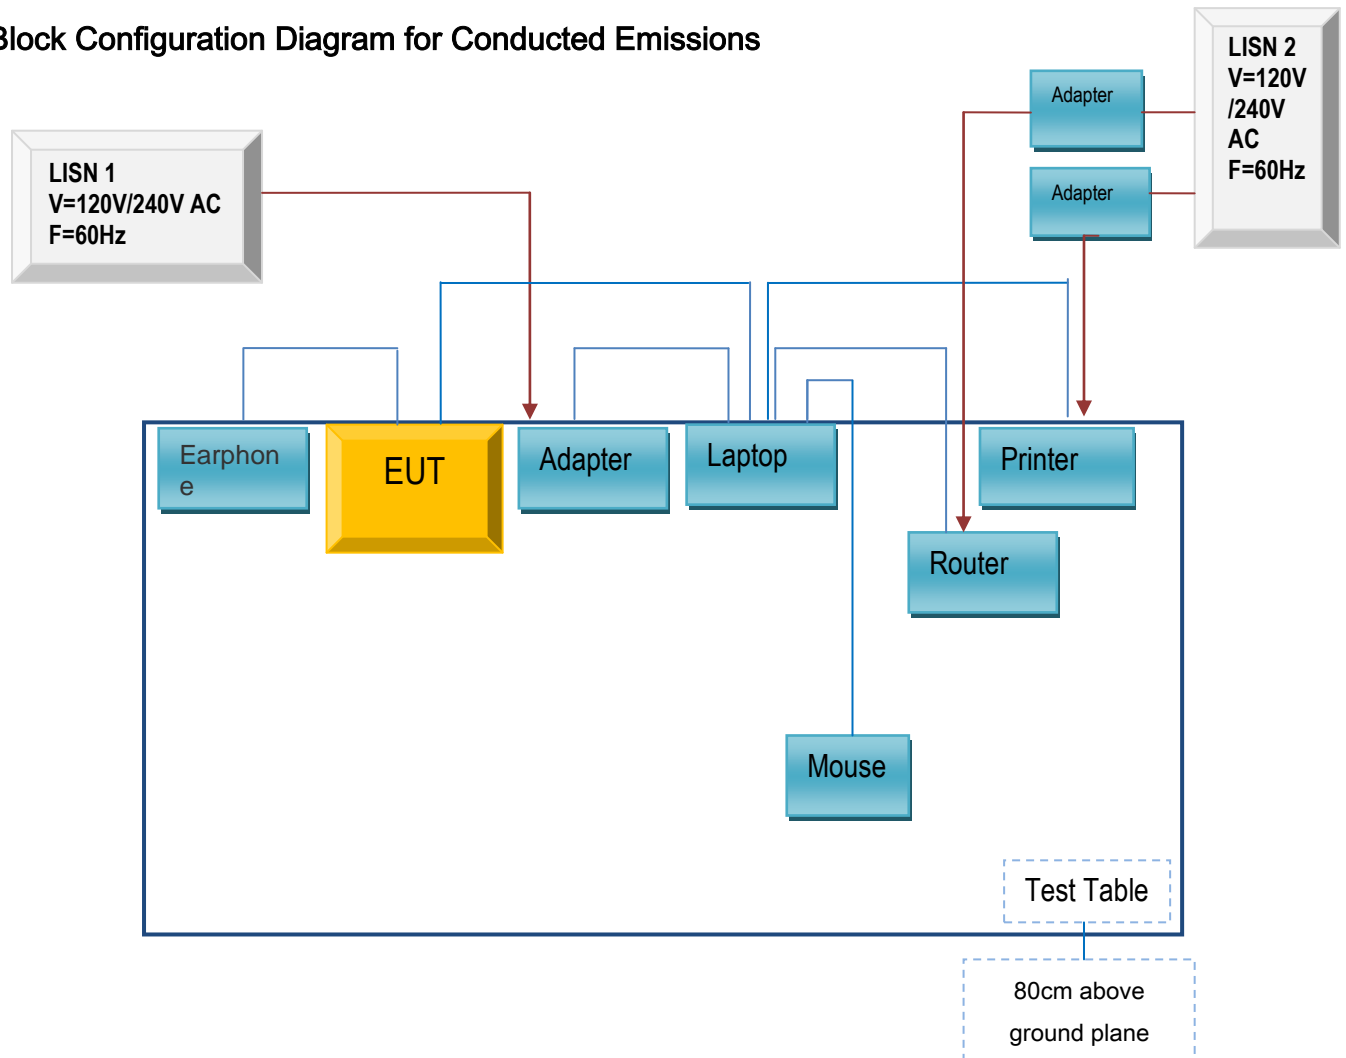 Block Configuration Diagram for Conducted Emissions
LISN 2
V=120V
/240V
AC
F=60Hz
Adapter
Adapter
LISN 1
V=120V/240V AC
F=60Hz
Earphon
e
EUT
Adapter
Laptop
Printer
Router
Mouse
Test Table
80cm above
ground plane